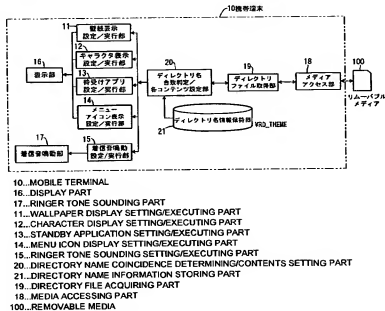 10携帯端末
11
壁紙表示
設定/実行部
12
キャラクタ表示
設定/実行部
13
待受けアプリ
設定/実行部
14
メニュー
アイコン表示
設定/実行部
15
着信音鳴動
設定/実行部
16
表示部
17
着信音鳴動部
20
ディレクトリ名
合致判定/
各コンテンツ設定部
19
ディレクトリ
ファイル取得部
18
メディア
アクセス部
100
リムーバブル
メディア
21
ディレクトリ名情報保持部
VRD_THEME
10...MOBILE TERMINAL
16...DISPLAY PART
17...RINGER TONE SOUNDING PART
11...WALLPAPER DISPLAY SETTING/EXECUTING PART
12...CHARACTER DISPLAY SETTING/EXECUTING PART
13...STANDBY APPLICATION SETTING/EXECUTING PART
14...MENU ICON DISPLAY SETTING/EXECUTING PART
15...RINGER TONE SOUNDING SETTING/EXECUTING PART
20...DIRECTORY NAME COINCIDENCE DETERMINING/CONTENTS SETTING PART
21...DIRECTORY NAME INFORMATION STORING PART
19...DIRECTORY FILE ACQUIRING PART
18...MEDIA ACCESSING PART
100...REMOVABLE MEDIA